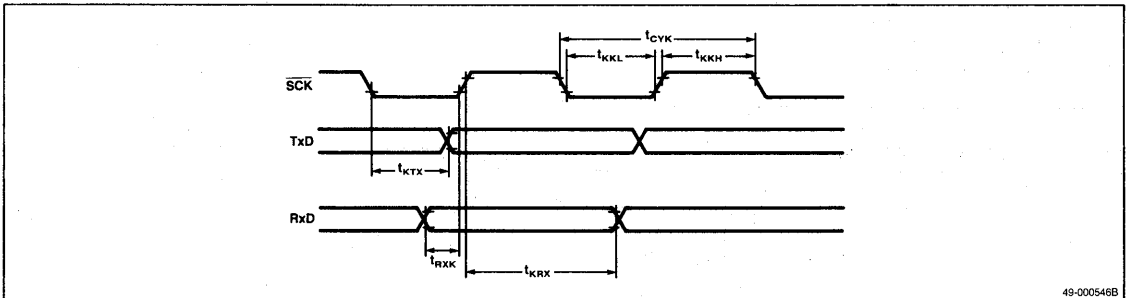 tCYK
tKKL
tKKH
SCK
TxD
tKTX
RxD
tRXK
tKRX
49-000546B